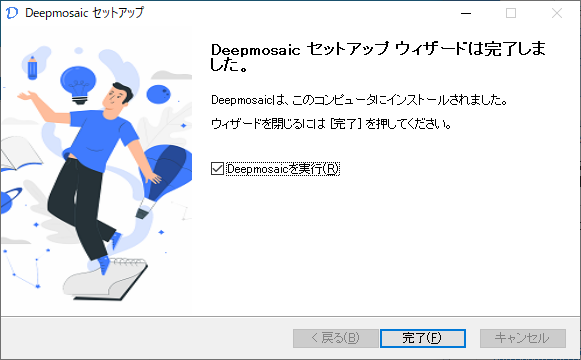 Deepmosaic セットアップ
Deepmosaic セットアップ ウィザードは完了しま
した。
Deepmosaicは、このコンピュータにインストールされました。
ウィザードを閉じるには [完了] を押してください。
Deepmosaicを実行(R)
< 戻る(B)
完了(F)
キャンセル